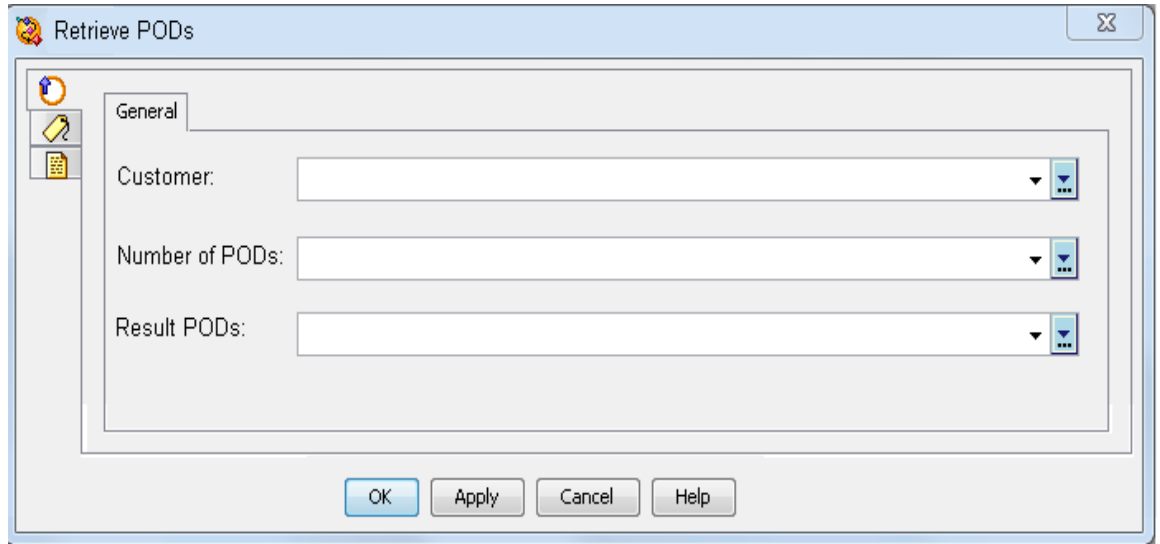 Retrieve PODs
General
Customer:
Number of PODs:
Result PODs:
OK Apply Cancel Help